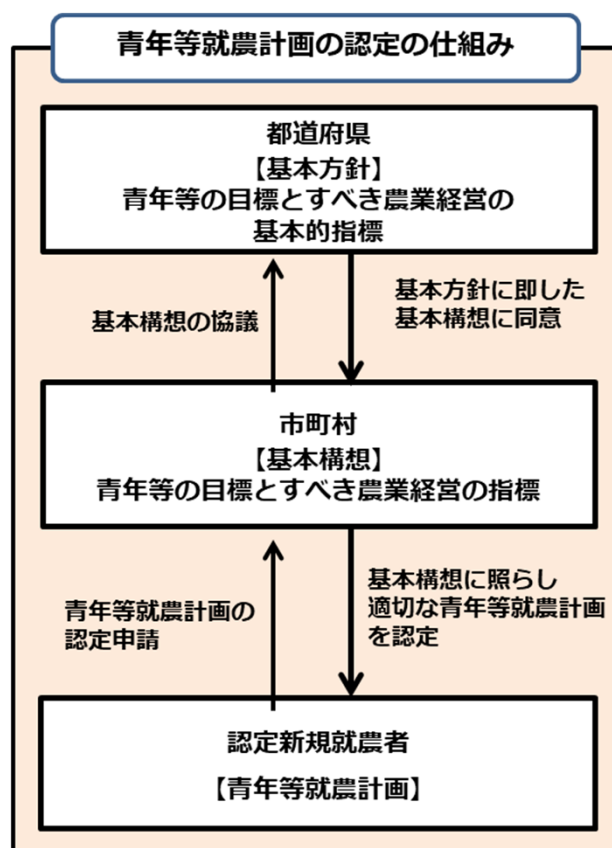 青年等就農計画の認定の仕組み
都道府県
【基本方針】
青年等の目標とすべき農業経営の
基本的指標
基本構想の協議
基本方針に即した
基本構想に同意
市町村
【基本構想】
青年等の目標とすべき農業経営の指標
青年等就農計画の
認定申請
基本構想に照らし
適切な青年等就農計画
を認定
認定新規就農者
【青年等就農計画】